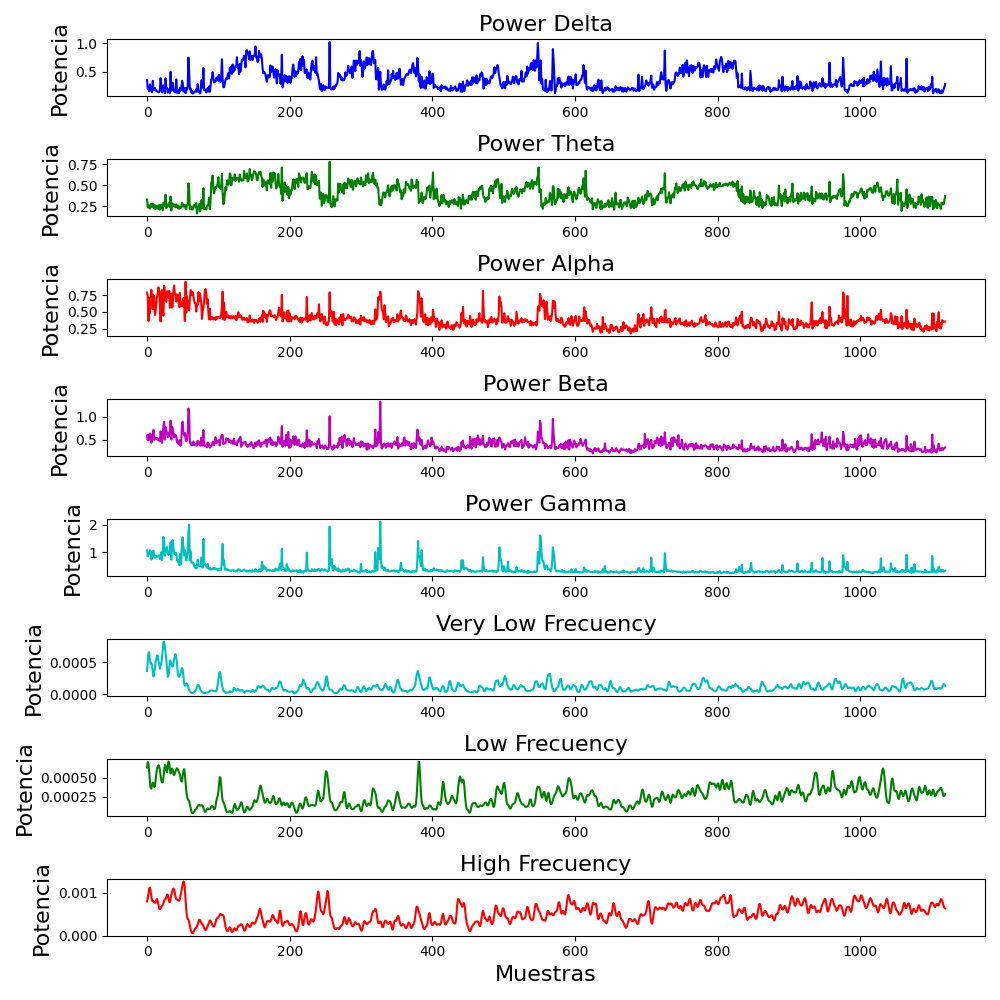 Power Delta
Potencia
1.0
0.5
0 200 400 600 800 1000
Power Theta
Potencia
0.75
0.50
0.25
0 200 400 600 800 1000
Power Alpha
Potencia
0.75
0.50
0.25
0 200 400 600 800 1000
Power Beta
Potencia
1.0
0.5
0 200 400 600 800 1000
Power Gamma
Potencia
2
1
0 200 400 600 800 1000
Very Low Frecuency
Potencia
0.0005
0.0000
0 200 400 600 800 1000
Low Frecuency
Potencia
0.00050
0.00025
0 200 400 600 800 1000
High Frecuency
Potencia
0.001
0.000
0 200 400 600 800 1000
Muestras